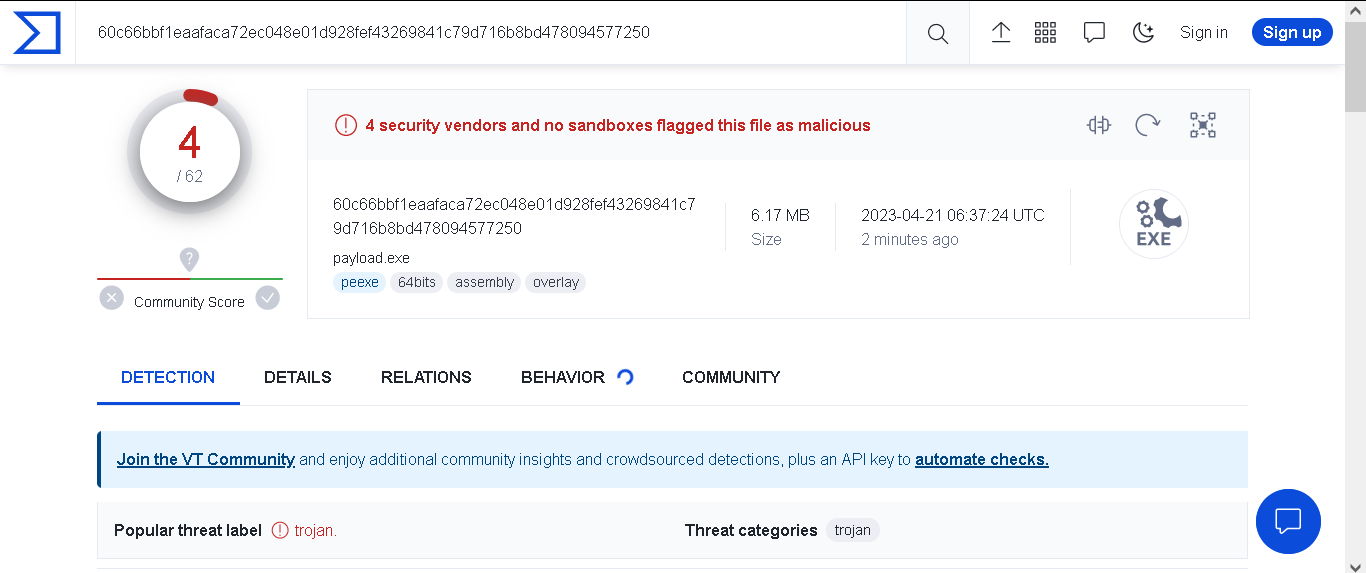 60c66bbf1eaafaca72ec048e01d928fef43269841c79d716b8bd478094577250
Sign in
Sign up
4
/ 62
Community Score
4 security vendors and no sandboxes flagged this file as malicious
60c66bbf1eaafaca72ec048e01d928fef43269841c7
9d716b8bd478094577250
payload.exe
peexe 64bits assembly overlay
6.17 MB
Size
2023-04-21 06:37:24 UTC
2 minutes ago
EXE
DETECTION DETAILS RELATIONS BEHAVIOR COMMUNITY
Join the VT Community and enjoy additional community insights and crowdsourced detections, plus an API key to automate checks.
Popular threat label trojan.
Threat categories trojan